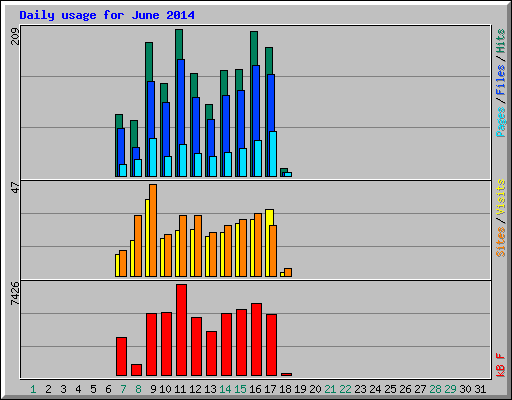 Daily usage for June 2014
209
Pages/Files/Hits
47
Sites/Visits
7426
kB F
1 2 3 4 5 6 7 8 9 10 11 12 13 14 15 16 17 18 19 20 21 22 23 24 25 26 27 28 29 30 31